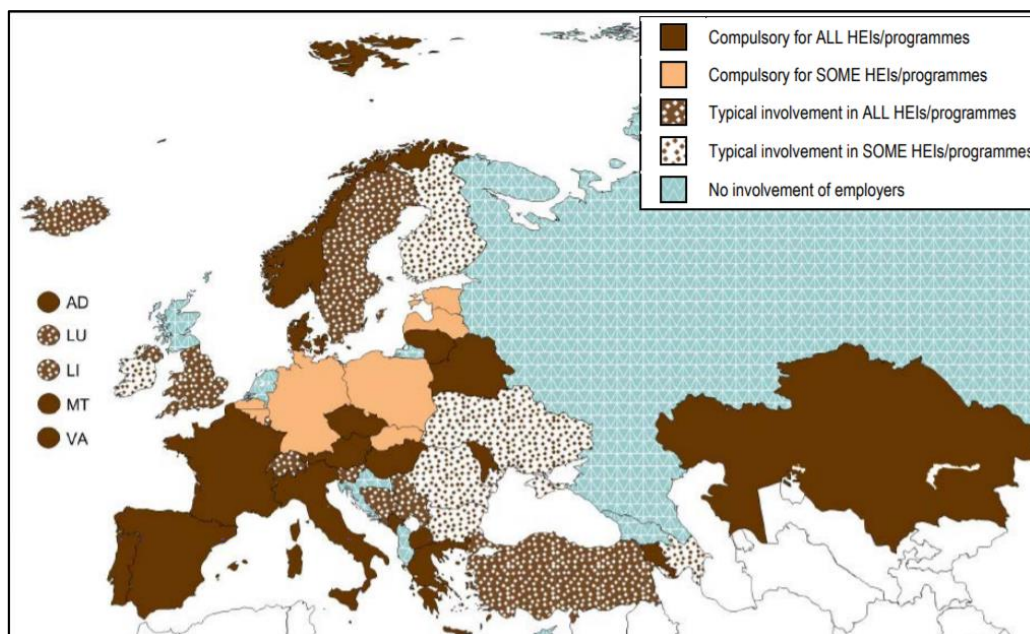 Compulsory for ALL HEIs/programmes
Compulsory for SOME HEIs/programmes
Typical involvement in ALL HEIs/programmes
Typical involvement in SOME HEIs/programmes
No involvement of employers
AD
LU
LI
MT
VA